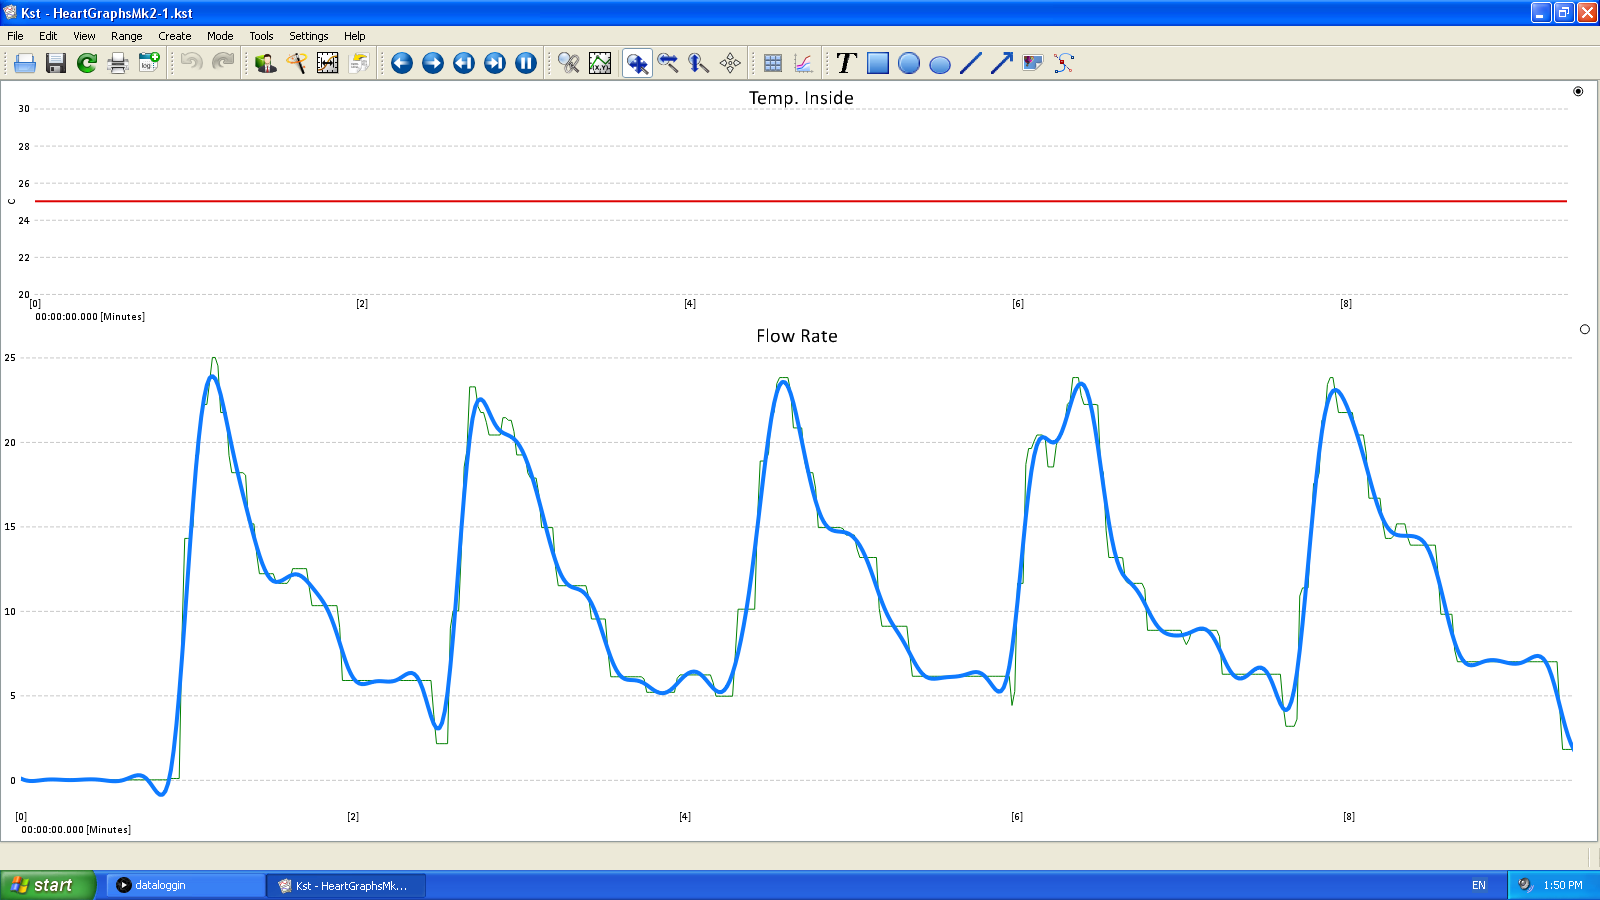 Kst - HeartGraphsMk2-1.kst
File Edit View Range Create Mode Tools Settings Help
log
(X,Y)
T
Temp. Inside
30
28
26
C
24
22
20
[0] [2] [4] [6] [8]
00:00:00.000 [Minutes]
Flow Rate
25
20
15
10
5
0
[0] [2] [4] [6] [8]
00:00:00.000 [Minutes]
start dataloggin Kst - HeartGraphsMk... EN 1:50 PM